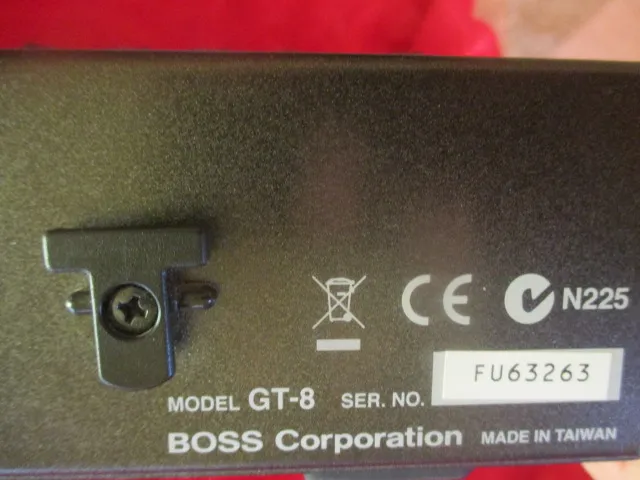 CE N225
FU63263
MODEL GT-8 SER. NO.
BOSS Corporation MADE IN TAIWAN